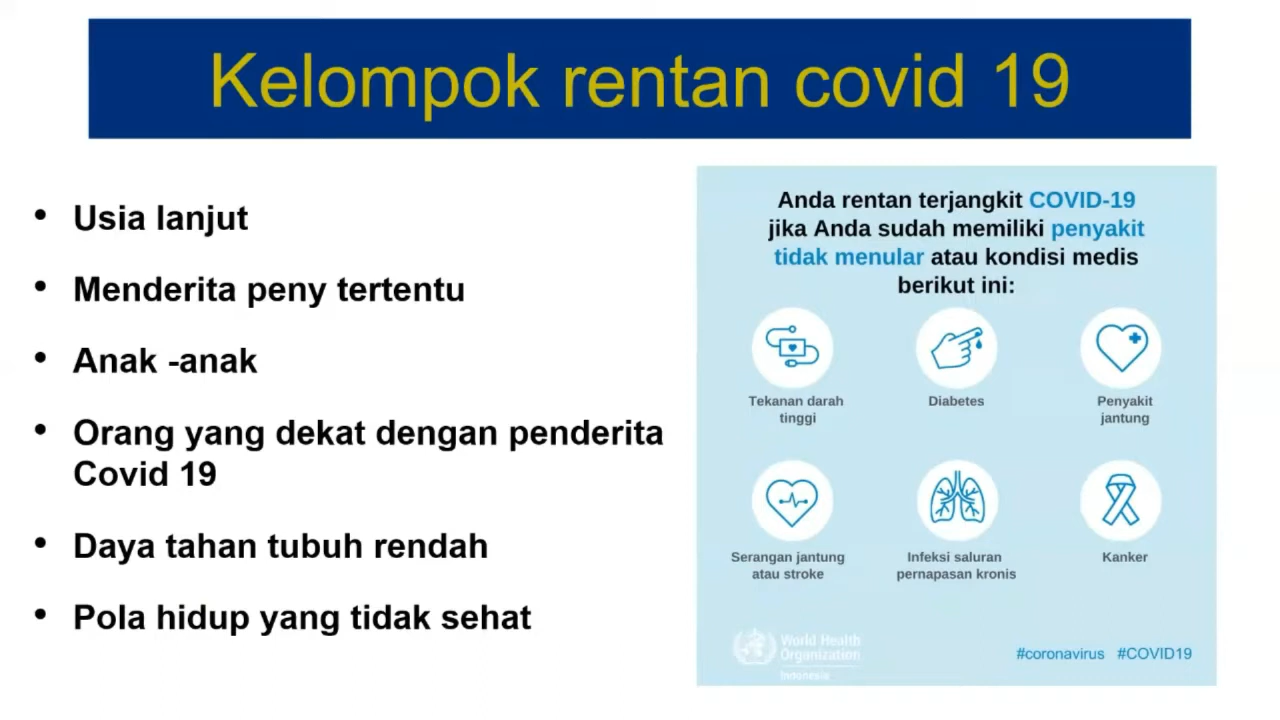 Kelompok rentan covid 19
• Usia lanjut
• Menderita peny tertentu
• Anak -anak
• Orang yang dekat dengan penderita
Covid 19
• Daya tahan tubuh rendah
• Pola hidup yang tidak sehat
Anda rentan terjangkit COVID-19
jika Anda sudah memiliki penyakit
tidak menular atau kondisi medis
berikut ini:
Tekanan darah
tinggi
Diabetes
Penyakit
jantung
Serangan jantung
atau stroke
Infeksi saluran
pernapasan kronis
Kanker
World Health
Organization
Indonesia
#coronavirus #COVID19